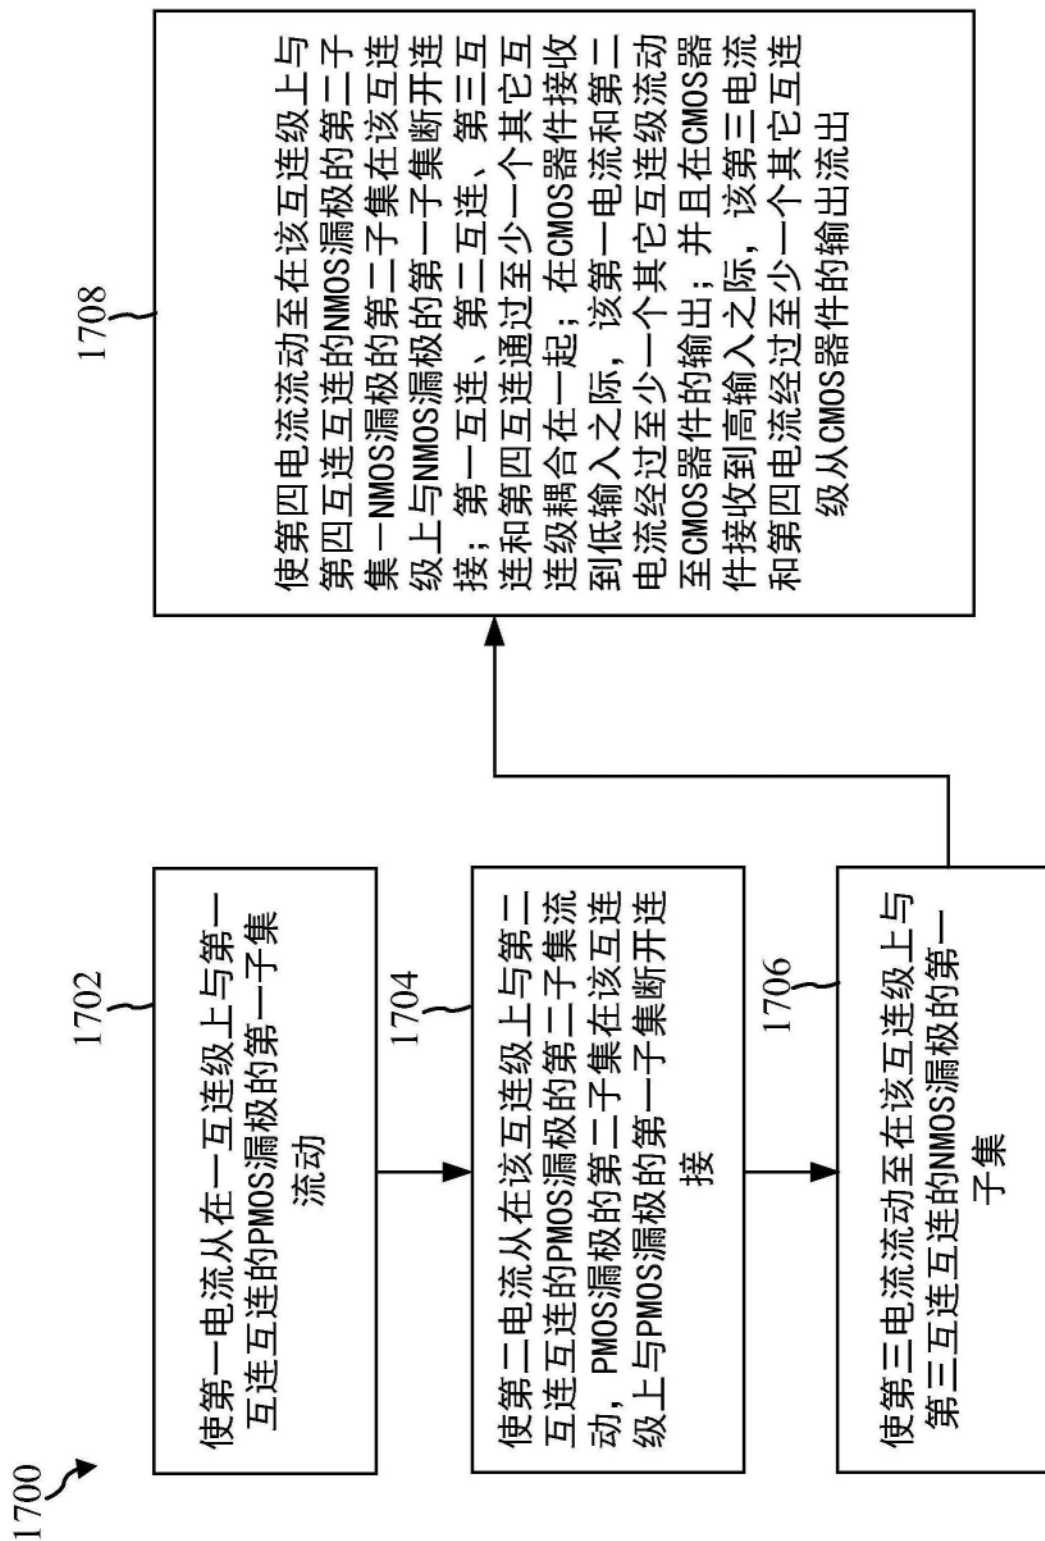 1700
1702
使第一电流从在一互连级上与第一
互连互连的PMOS漏极的第一子集
流动
1704
使第二电流从在该互连级上与第二
互连互连的PMOS漏极的第二子集流
动，PMOS漏极的第二子集在该互连
级上与PMOS漏极的第一子集断开连
接
1706
使第三电流流动至在该互连级上与
第三互连互连的NMOS漏极的第一
子集
1708
使第四电流流动至在该互连级上与
第四互连互连的NMOS漏极的第二子
集—NMOS漏极的第二子集在该互连
级上与NMOS漏极的第一子集断开连
接；第一互连、第二互连、第三互
连和第四互连通过至少一个其它互
连级耦合在一起；在CMOS器件接收
到低输入之际，该第一电流和第二
电流经过至少一个其它互连级流动
至CMOS器件的输出；并且在CMOS器
件接收到高输入之际，该第三电流
和第四电流经过至少一个其它互连
级从CMOS器件的输出流出